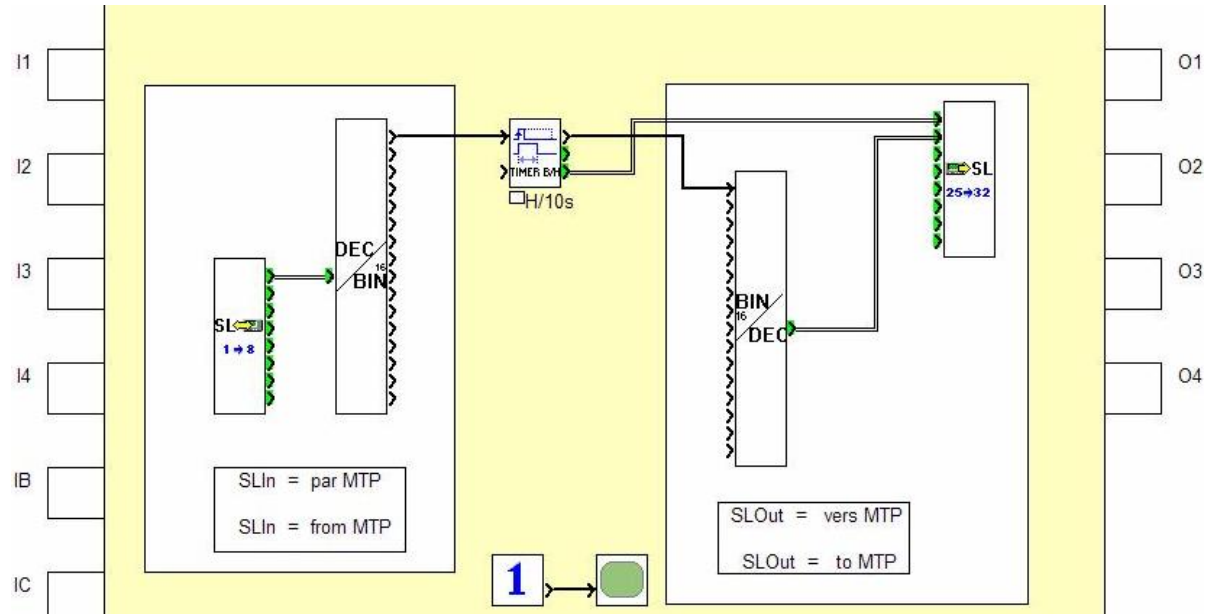 I1
I2
I3
I4
IB
IC
SL
1→8
DEC
16
BIN
SLIn = par MTP
SLIn = from MTP
TIMER B/H
H/10s
1
BIN
16
DEC
SL
25→32
SLOut = vers MTP
SLOut = to MTP
O1
O2
O3
O4